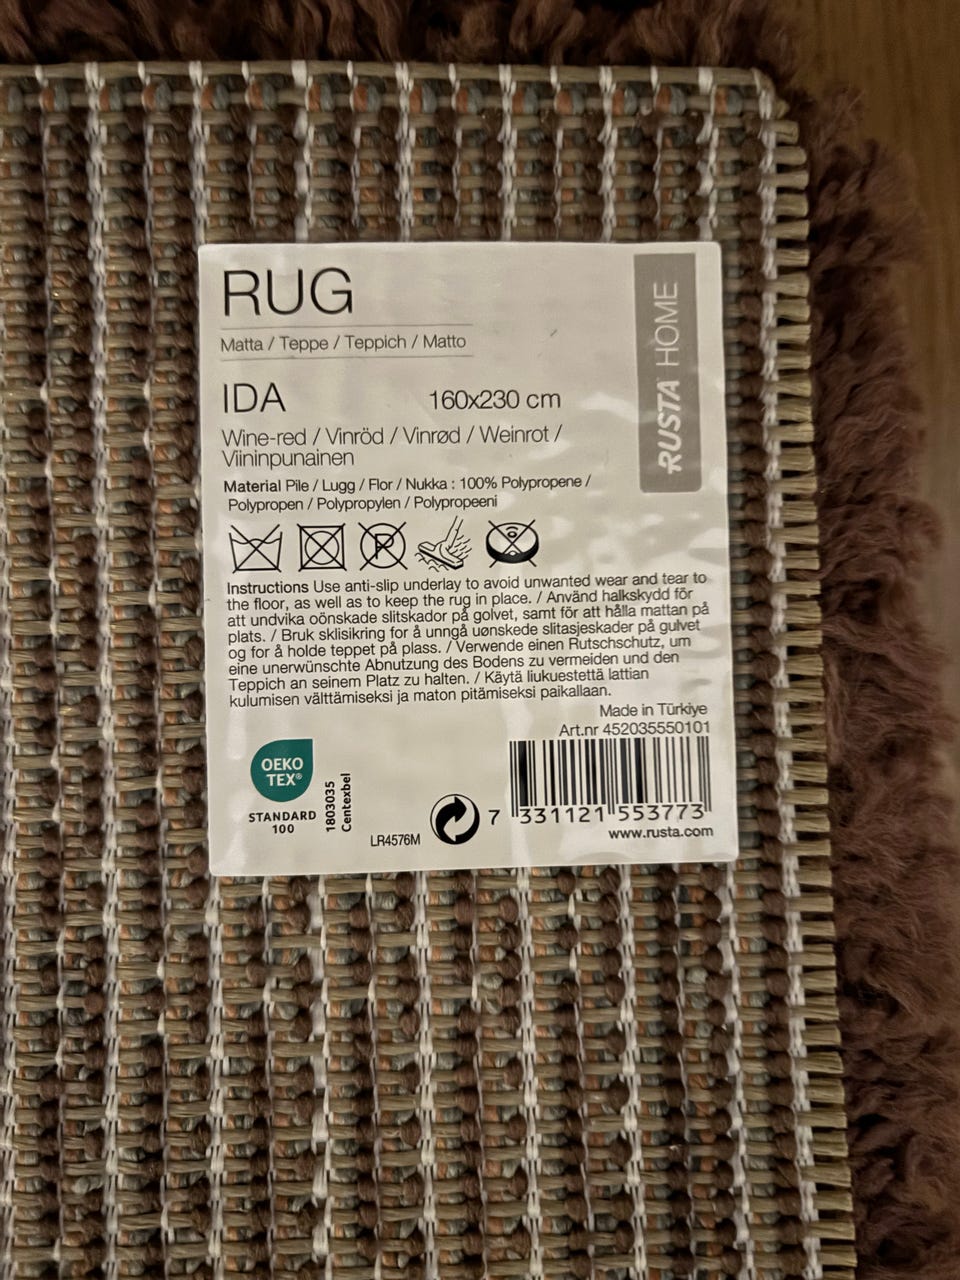 RUG
RUSTA HOME
Matta / Teppe / Teppich / Matto
IDA 160x230 cm
Wine-red / Vinröd / Vinrød / Weinrot /
Viininpunainen
Material Pile / Lugg / Flor / Nukka : 100% Polypropene /
Polypropen / Polypropylen / Polypropeeni
P
Instructions Use anti-slip underlay to avoid unwanted wear and tear to
the floor, as well as to keep the rug in place. / Använd halkskydd för
att undvika oönskade slitskador på golvet, samt för att hålla mattan på
plats. / Bruk sklisikring for å unngå uønskede slitasjeskader på gulvet
og for å holde teppet på plass. / Verwende einen Rutschschutz, um
eine unerwünschte Abnutzung des Bodens zu vermeiden und den
Teppich an seinem Platz zu halten. / Käytä liukuestettä lattian
kulumisen välttämiseksi ja maton pitämiseksi paikallaan.
Made in Türkiye
Art.nr 452035550101
OEKO
TEX®
STANDARD
100
1803035
Centexbel
LR4576M
7 331121 553773
www.rusta.com